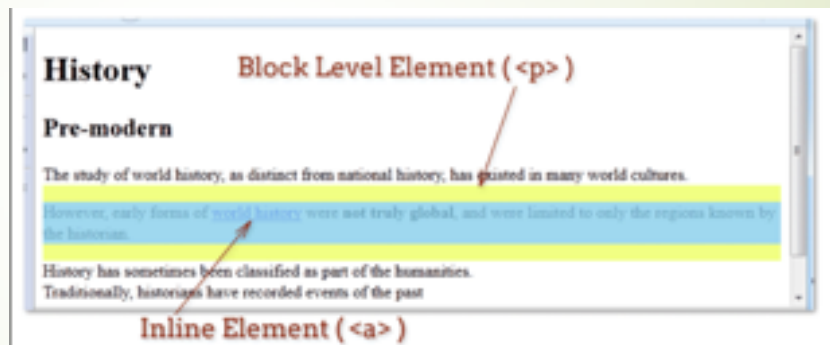 History
Block Level Element ( <p> )
Pre-modern
The study of world history, as distinct from national history, has existed in many world cultures.
However, early forms of world history were not truly global, and were limited to only the regions known by
the historian.
History has sometimes been classified as part of the humanities.
Traditionally, historians have recorded events of the past
Inline Element ( <a> )